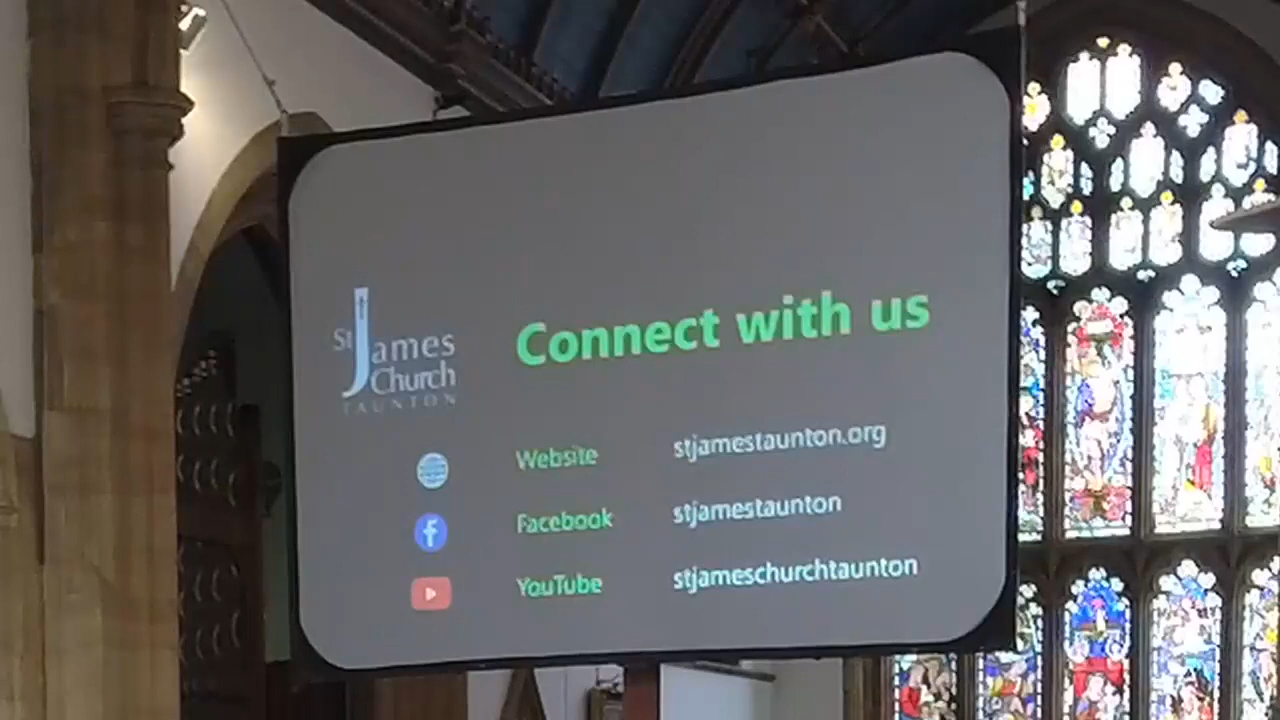 St James
Church
TAUNTON
Connect with us
Website stjamestaunton.org
Facebook stjamestaunton
YouTube stjameschurchtaunton